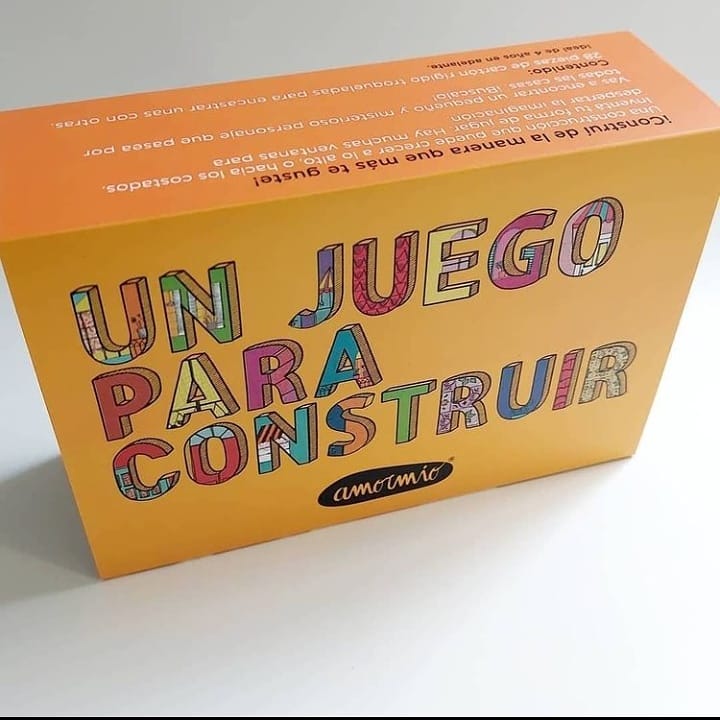 ¡Construí de la manera que más te guste!
Una construcción que puede crecer a lo alto, o hacia los costados.
Inventá tu forma de jugar. Hay muchas ventanas para
despertar la imaginación
Vas a encontrar un pequeño y misterioso personaje que pasea por
todas las casas ¡Buscalo!
Contenido:
28 piezas de cartón rígido troqueladas para encastrar unas con otras.
Ideal de 4 años en adelante.
UN JUEGO
PARA
CONSTRUIR
amormío®